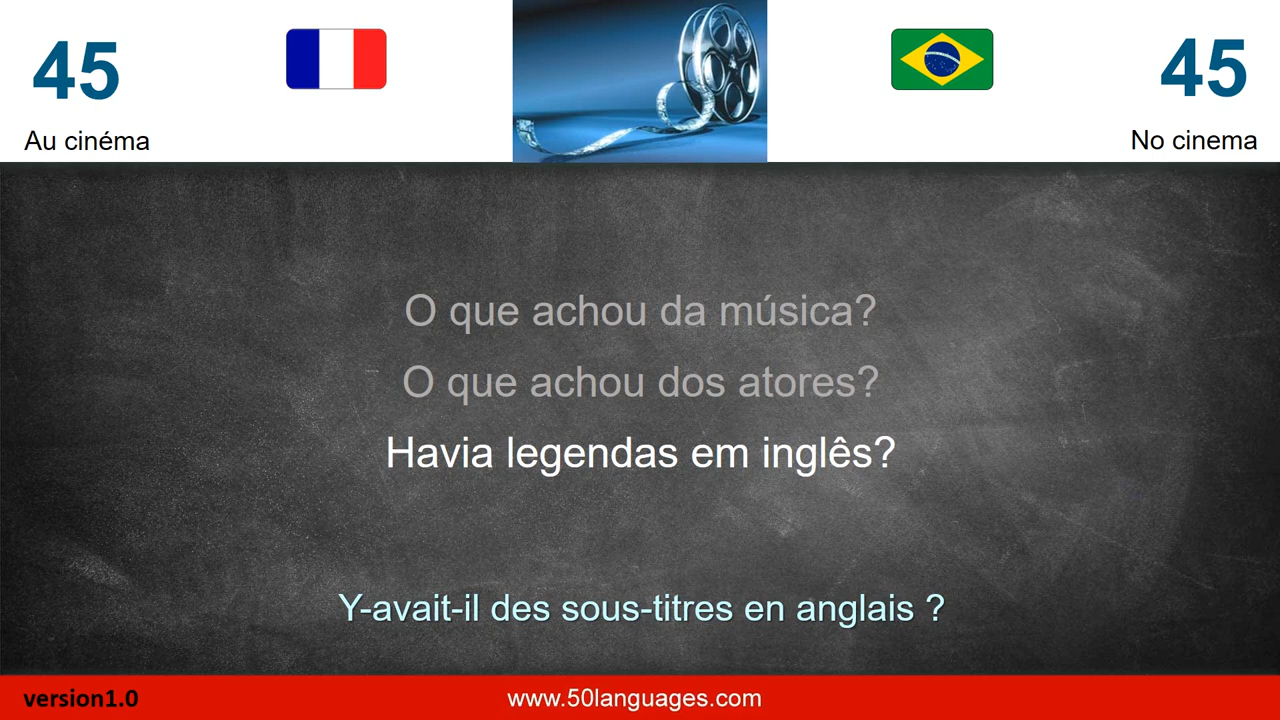 45
45
Au cinéma
No cinema
O que achou da música?
O que achou dos atores?
Havia legendas em inglês?
Y-avait-il des sous-titres en anglais ?
version1.0
www.50languages.com